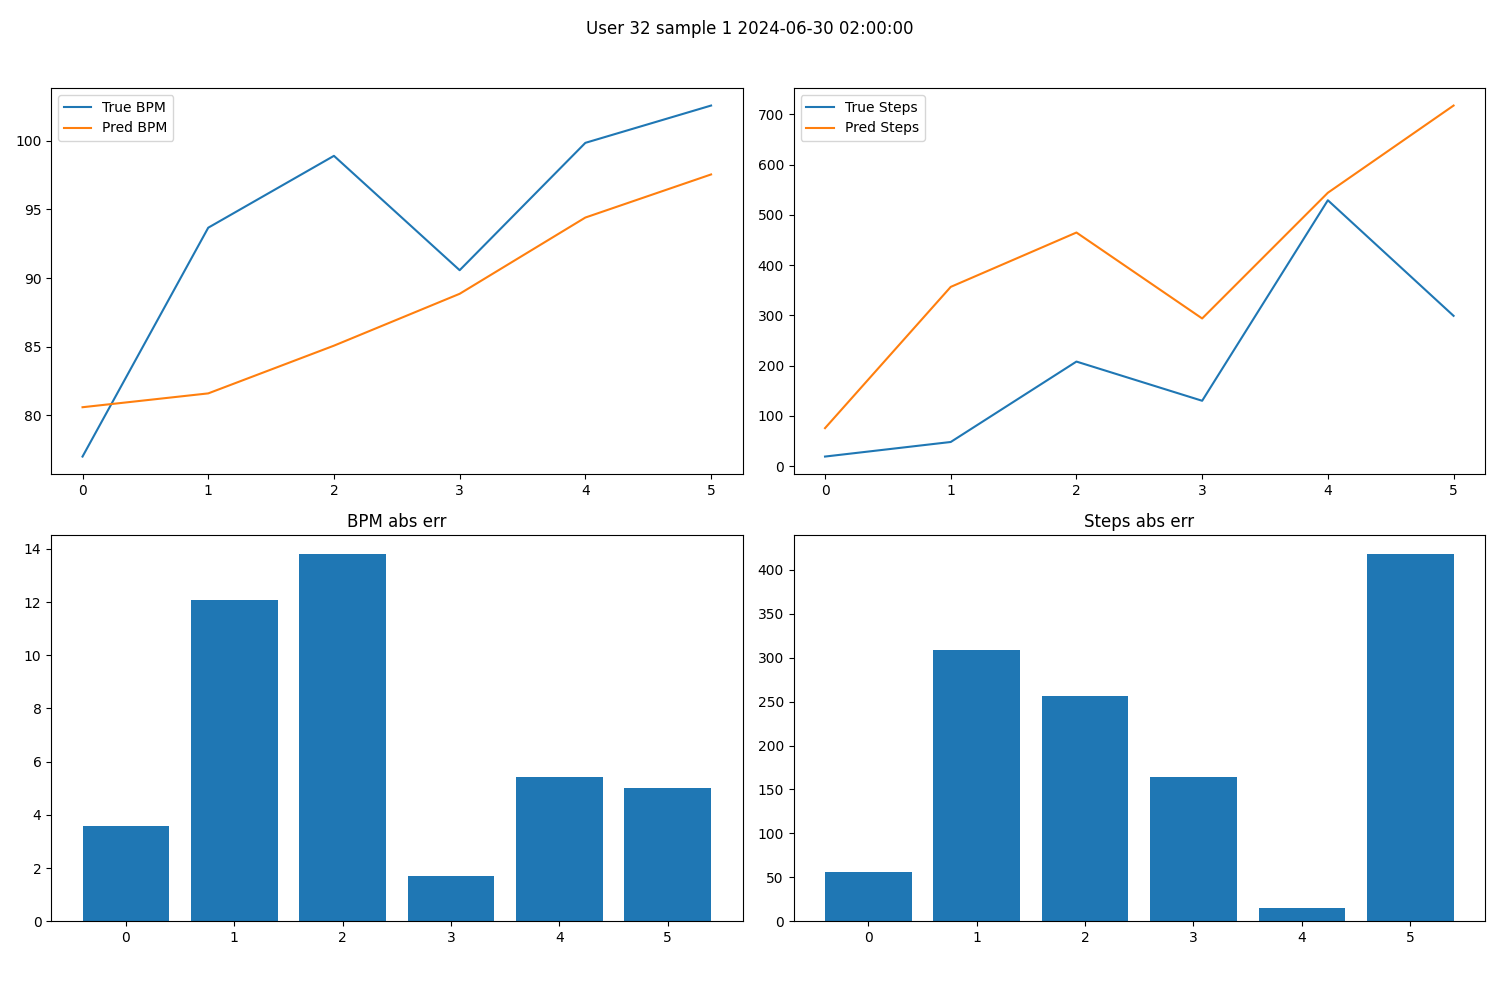 User 32 sample 1 2024-06-30 02:00:00
True BPM
Pred BPM
100
95
90
85
80
0 1 2 3 4 5
True Steps
Pred Steps
700
600
500
400
300
200
100
0
0 1 2 3 4 5
BPM abs err
14
12
10
8
6
4
2
0
0 1 2 3 4 5
Steps abs err
400
350
300
250
200
150
100
50
0
0 1 2 3 4 5